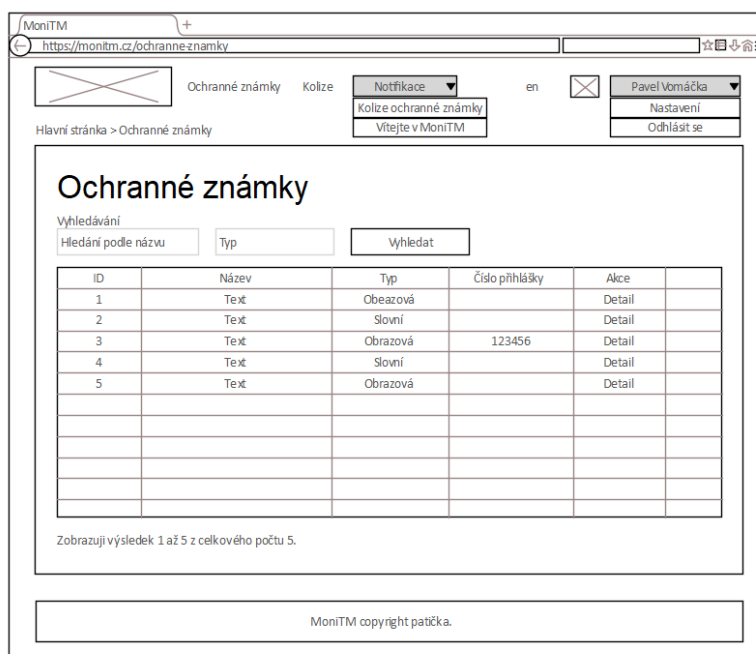 MoniTM
+
https://monitm.cz/ochranne-znamky
Ochranné známky Kolize Notifikace en Pavel Vomáčka
Kolize ochranné známky Nastavení
Hlavní stránka > Ochranné známky Vítejte v MoniTM Odhlásit se
Ochranné známky
Vyhledávání
Hledání podle názvu Typ Vyhledat
ID Název Typ Číslo přihlášky Akce
1 Text Obeazová Detail
2 Text Slovní Detail
3 Text Obrazová 123456 Detail
4 Text Slovní Detail
5 Text Obrazová Detail
Zobrazuji výsledek 1 až 5 z celkového počtu 5.
MoniTM copyright patička.